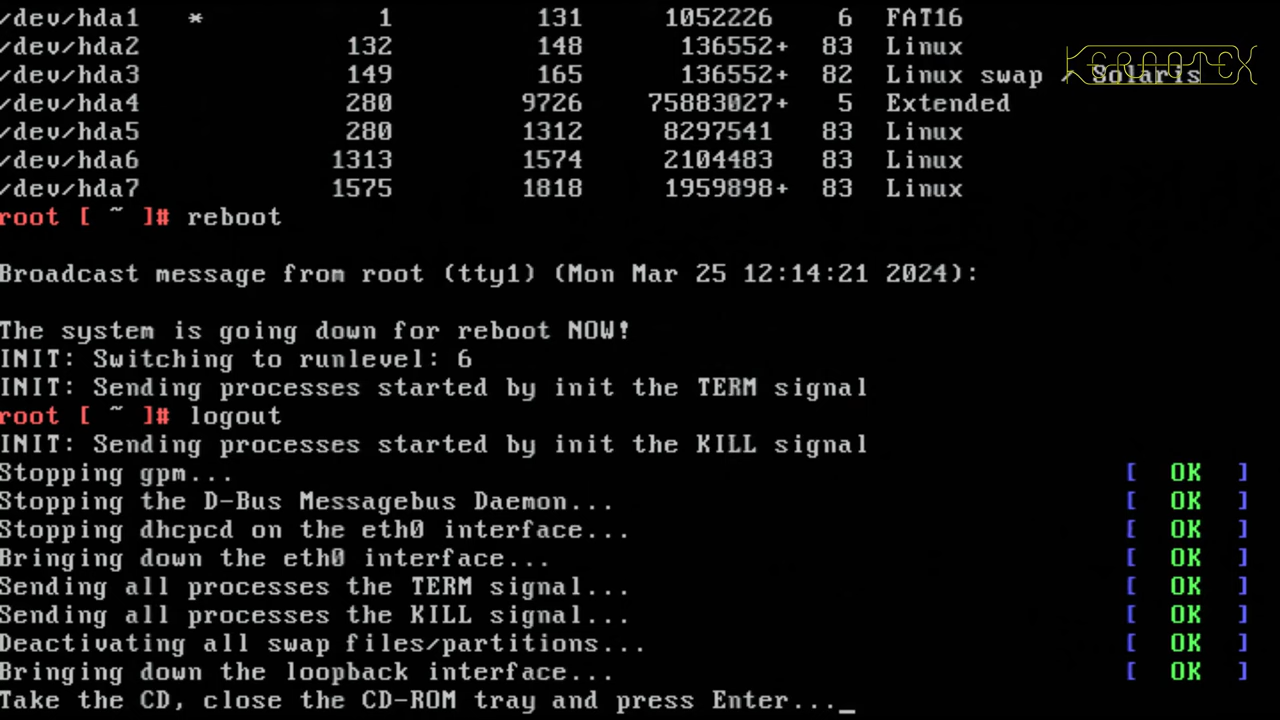 /dev/hda1   *           1         131     1052226    6  FAT16
/dev/hda2             132         148      136552+  83  Linux
/dev/hda3             149         165      136552+  82  Linux swap / Solaris
/dev/hda4             280        9726    75883027+   5  Extended
/dev/hda5             280        1312     8297541   83  Linux
/dev/hda6            1313        1574     2104483   83  Linux
/dev/hda7            1575        1818     1959898+  83  Linux
root [ ~ ]# reboot
Broadcast message from root (tty1) (Mon Mar 25 12:14:21 2024):
The system is going down for reboot NOW!
INIT: Switching to runlevel: 6
INIT: Sending processes started by init the TERM signal
root [ ~ ]# logout
INIT: Sending processes started by init the KILL signal
Stopping gpm... [  OK  ]
Stopping the D-Bus Messagebus Daemon... [  OK  ]
Stopping dhcpcd on the eth0 interface... [  OK  ]
Bringing down the eth0 interface... [  OK  ]
Sending all processes the TERM signal... [  OK  ]
Sending all processes the KILL signal... [  OK  ]
Deactivating all swap files/partitions... [  OK  ]
Bringing down the loopback interface... [  OK  ]
Take the CD, close the CD-ROM tray and press Enter..._